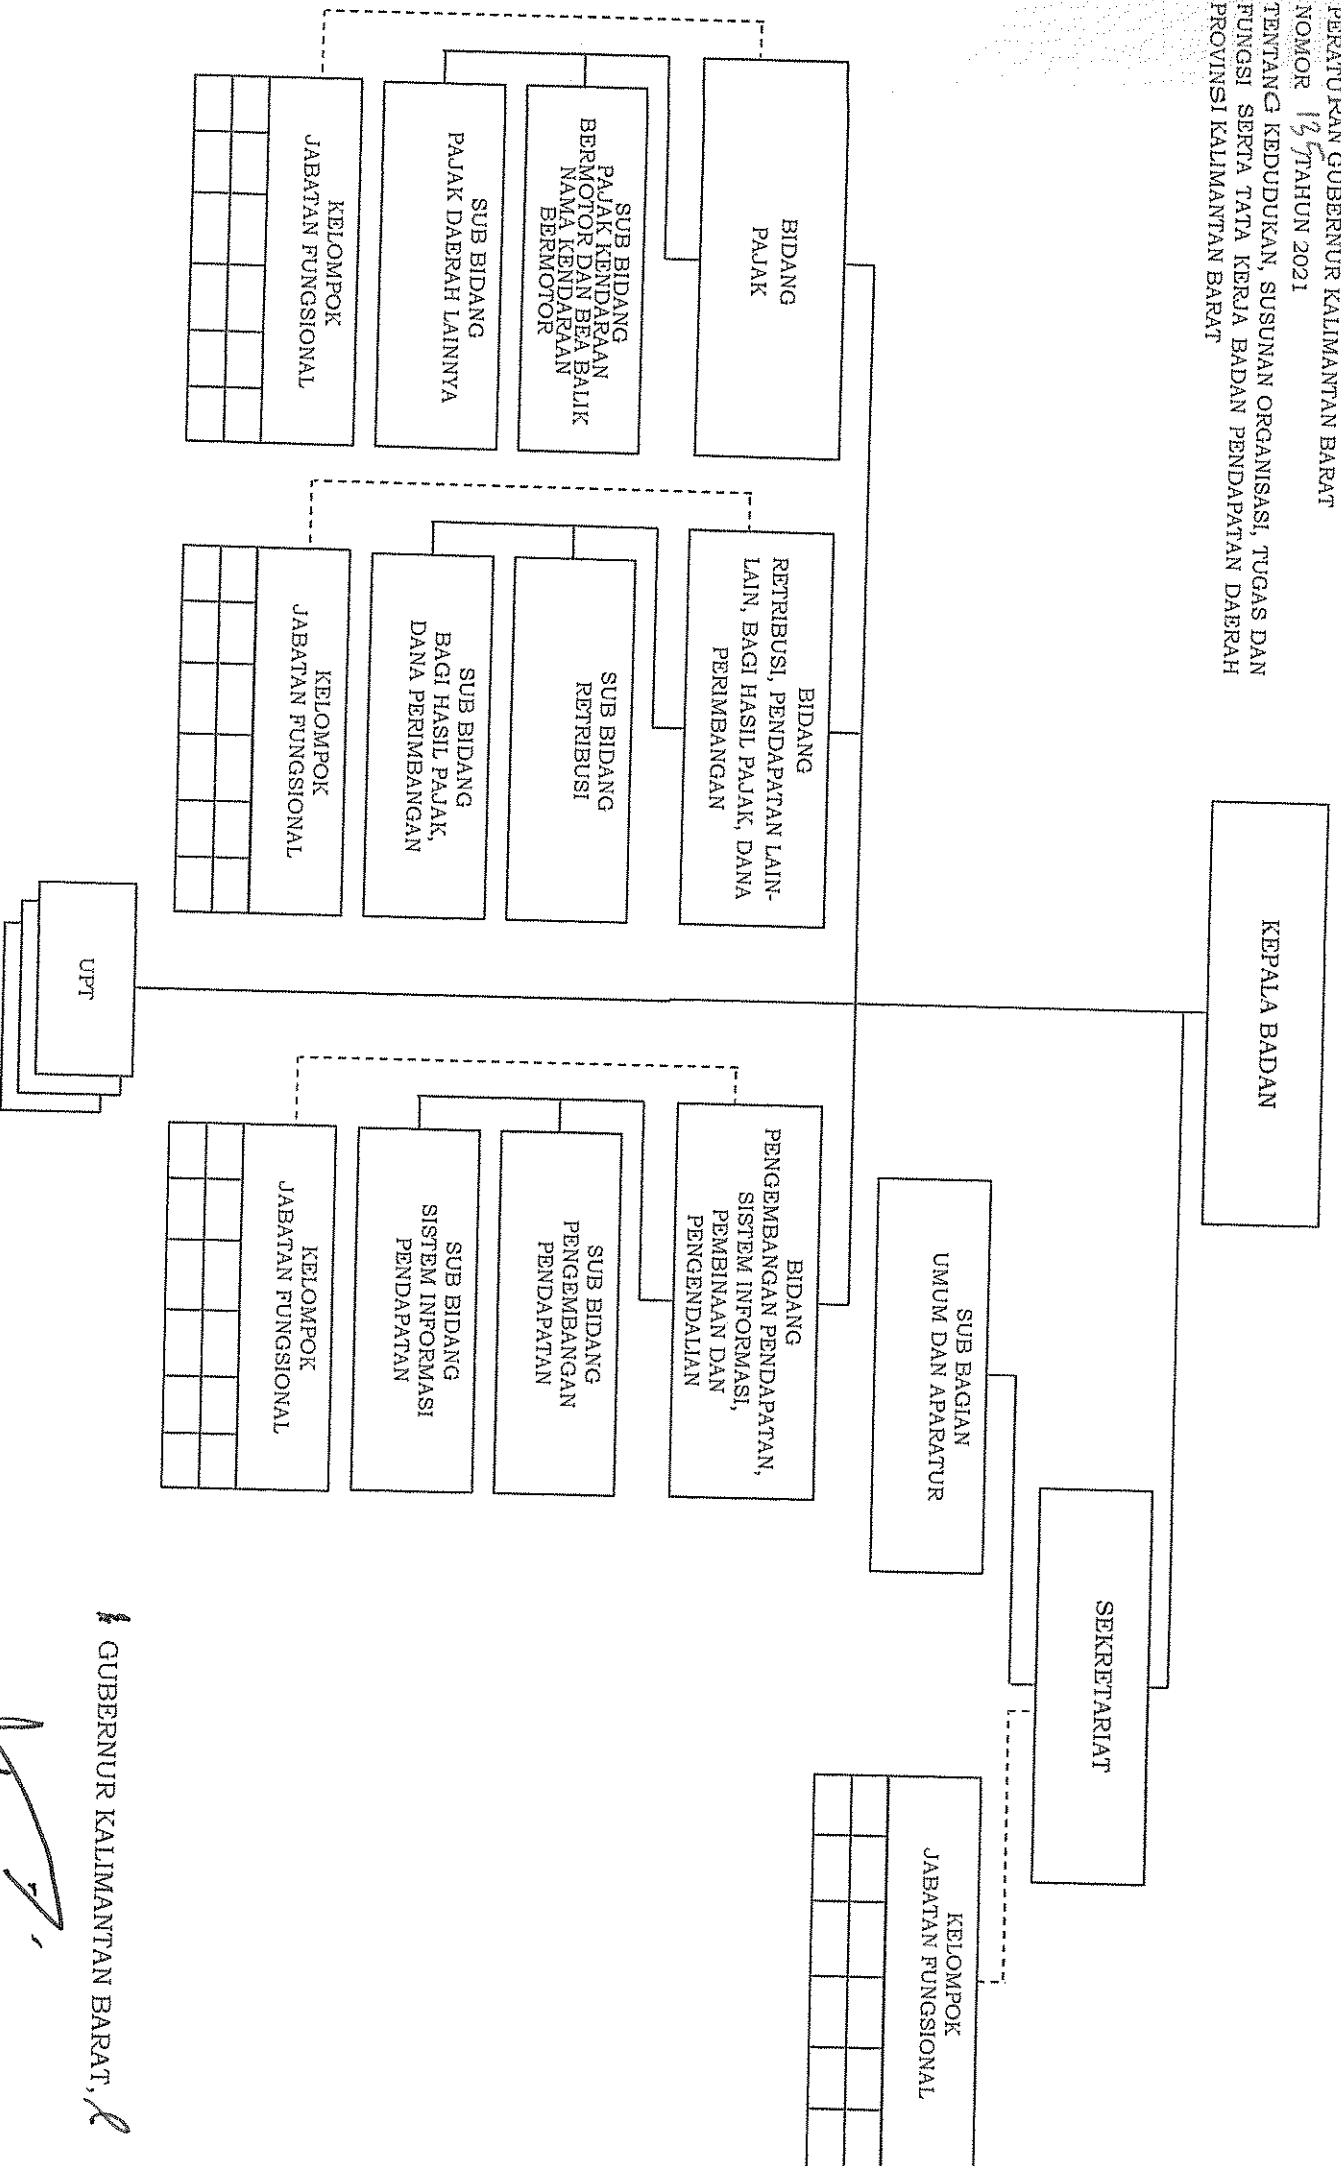 PERATURAN GUBERNUR KALIMANTAN BARAT
NOMOR 135 TAHUN 2021
TENTANG KEDUDUKAN, SUSUNAN ORGANISASI, TUGAS DAN
FUNGSI SERTA TATA KERJA BADAN PENDAPATAN DAERAH
PROVINSI KALIMANTAN BARAT
KEPALA BADAN
SEKRETARIAT
SUB BAGIAN
UMUM DAN APARATUR
KELOMPOK
JABATAN FUNGSIONAL
BIDANG
PAJAK
SUB BIDANG
PAJAK KENDARAAN
BERMOTOR DAN BEA BALIK
NAMA KENDARAAN
BERMOTOR
SUB BIDANG
PAJAK DAERAH LAINNYA
KELOMPOK
JABATAN FUNGSIONAL
BIDANG
RETRIBUSI, PENDAPATAN LAIN-
LAIN, BAGI HASIL PAJAK, DANA
PERIMBANGAN
SUB BIDANG
RETRIBUSI
SUB BIDANG
BAGI HASIL PAJAK,
DANA PERIMBANGAN
KELOMPOK
JABATAN FUNGSIONAL
BIDANG
PENGEMBANGAN PENDAPATAN,
SISTEM INFORMASI,
PEMBINAAN DAN
PENGENDALIAN
SUB BIDANG
PENGEMBANGAN
PENDAPATAN
SUB BIDANG
SISTEM INFORMASI
PENDAPATAN
KELOMPOK
JABATAN FUNGSIONAL
UPT
GUBERNUR KALIMANTAN BARAT,